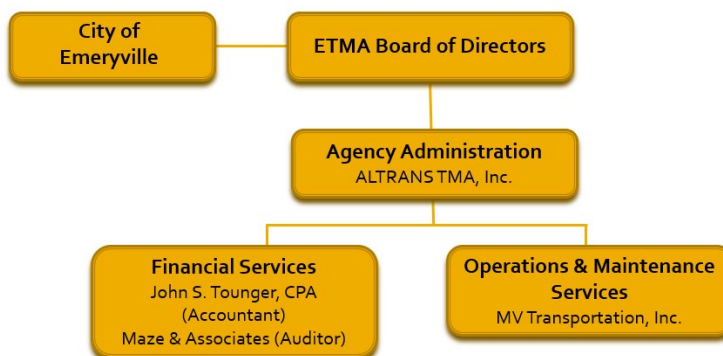 City of
Emeryville
ETMA Board of Directors
Agency Administration
ALTRANS TMA, Inc.
Financial Services
John S. Tounger, CPA
(Accountant)
Maze & Associates (Auditor)
Operations & Maintenance
Services
MV Transportation, Inc.